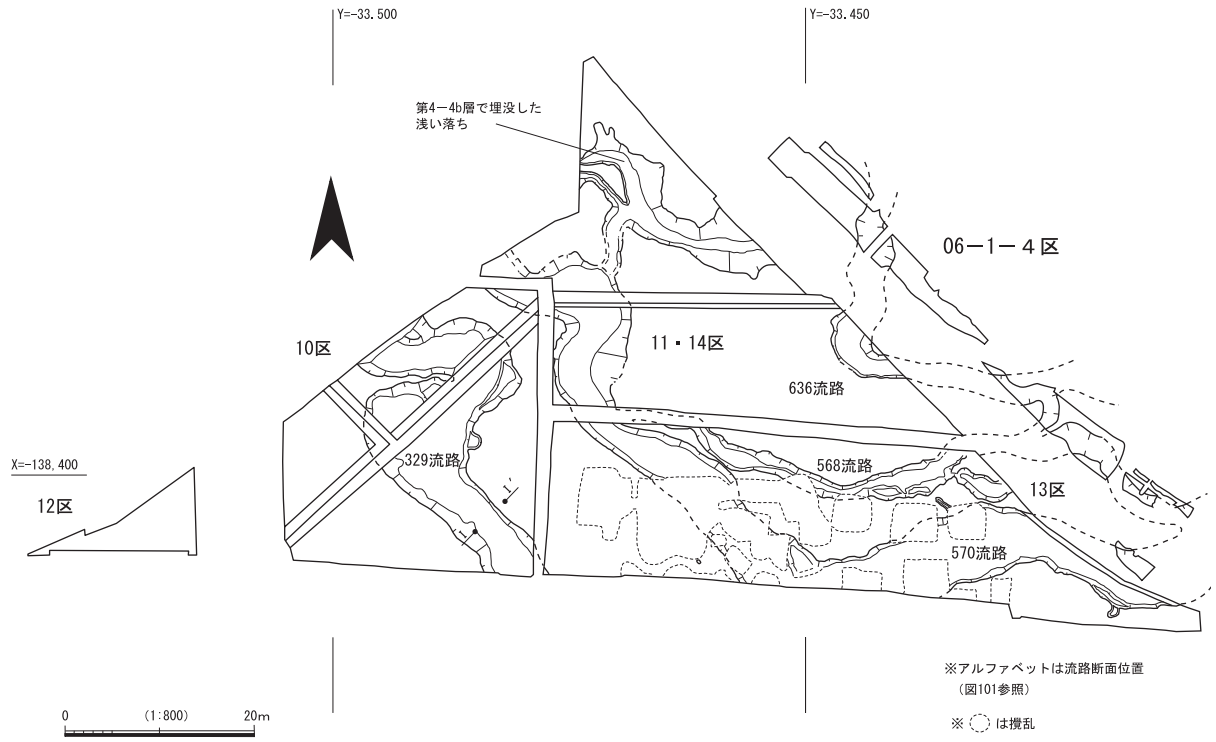 Y=-33.500
Y=-33.450
第4-4b層で埋没した
浅い落ち
06-1-4区
10区
11・14区
636流路
X=-138,400
12区
329流路
568流路
13区
570流路
※アルファベットは流路断面位置
（図101参照）
※ は攪乱
0 (1:800) 20m